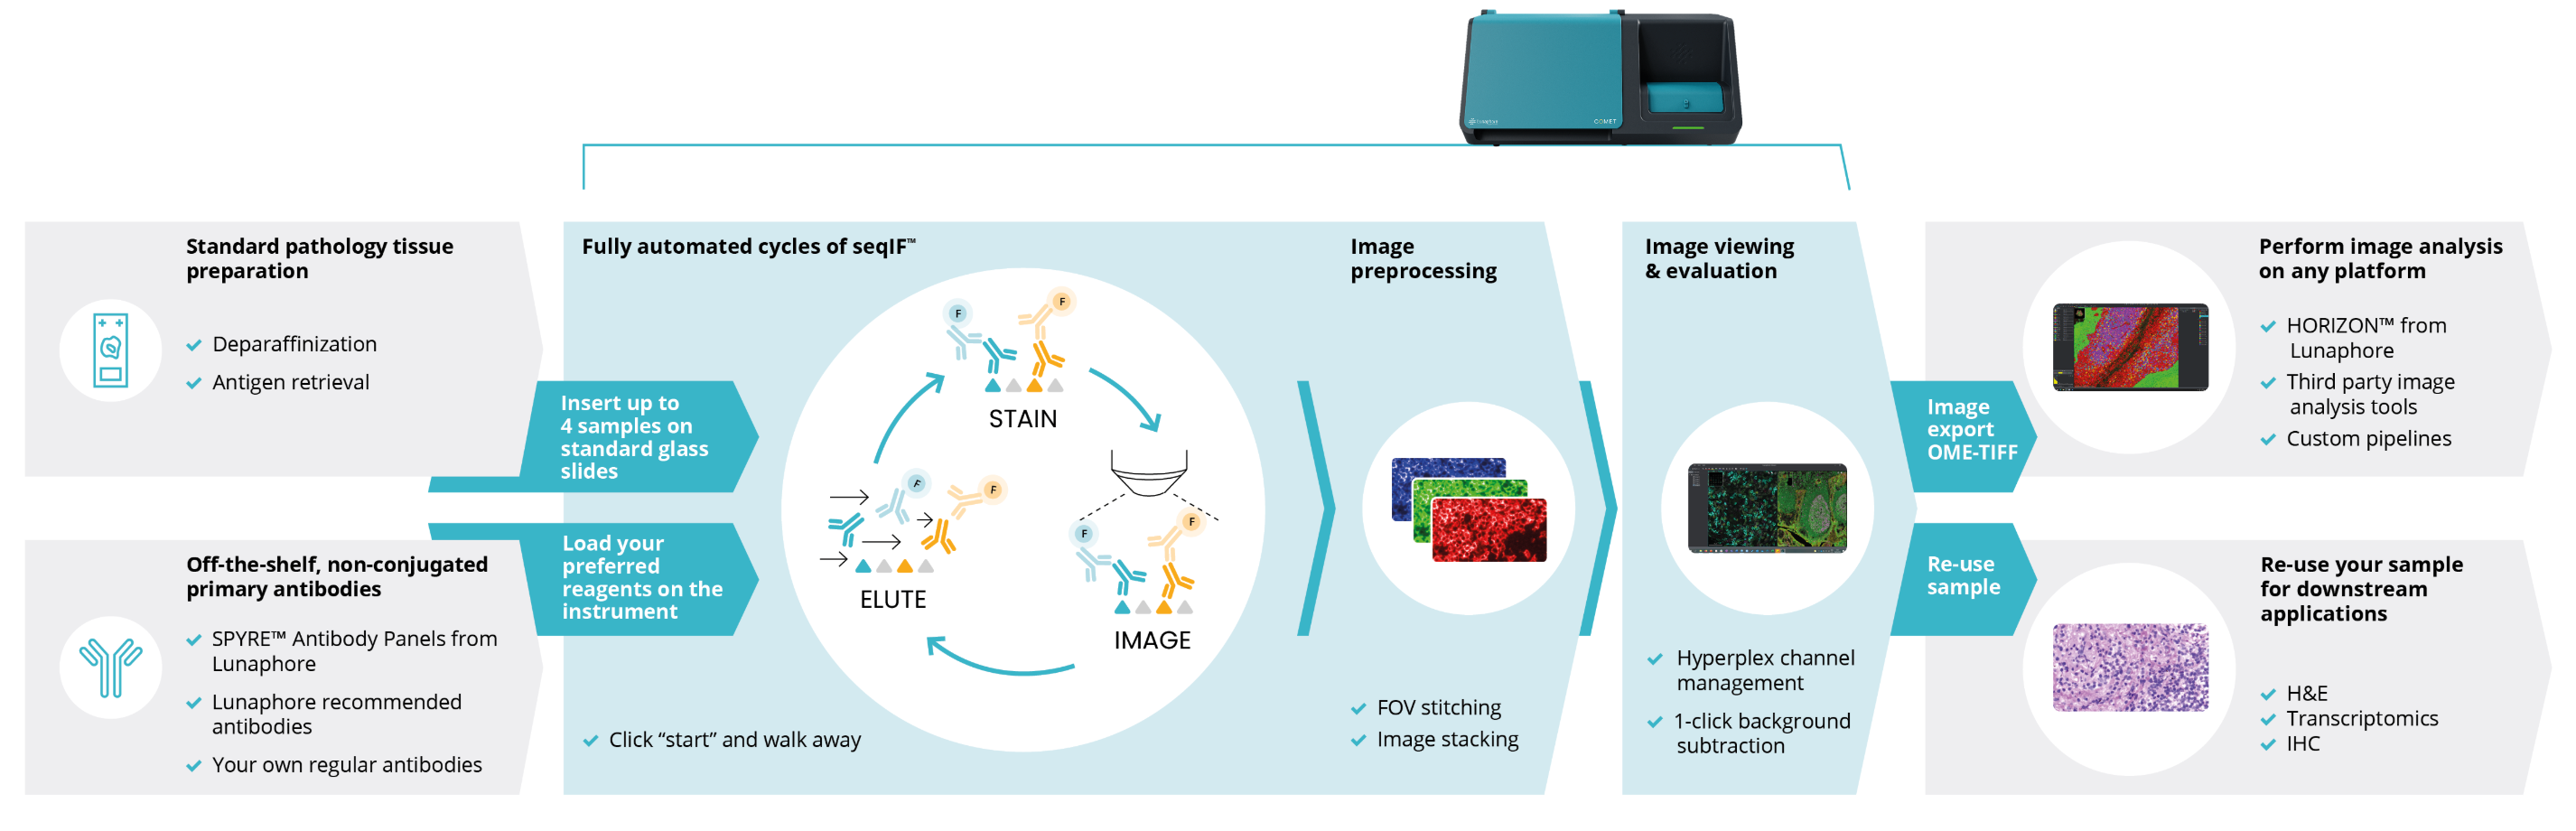 COMET
Standard pathology tissue
preparation
Deparaffinization
Antigen retrieval
Insert up to
4 samples on
standard glass
slides
Off-the-shelf, non-conjugated
primary antibodies
SPYRE™ Antibody Panels from
Lunaphore
Lunaphore recommended
antibodies
Your own regular antibodies
Load your
preferred
reagents on the
instrument
Fully automated cycles of seqIF™
F
F
STAIN
F
F
IMAGE
F
F
ELUTE
Click “start” and walk away
Image
preprocessing
FOV stitching
Image stacking
Image viewing
& evaluation
Hyperplex channel
management
1-click background
subtraction
Image
export
OME-TIFF
Perform image analysis
on any platform
HORIZON™ from
Lunaphore
Third party image
analysis tools
Custom pipelines
Re-use
sample
Re-use your sample
for downstream
applications
H&E
Transcriptomics
IHC